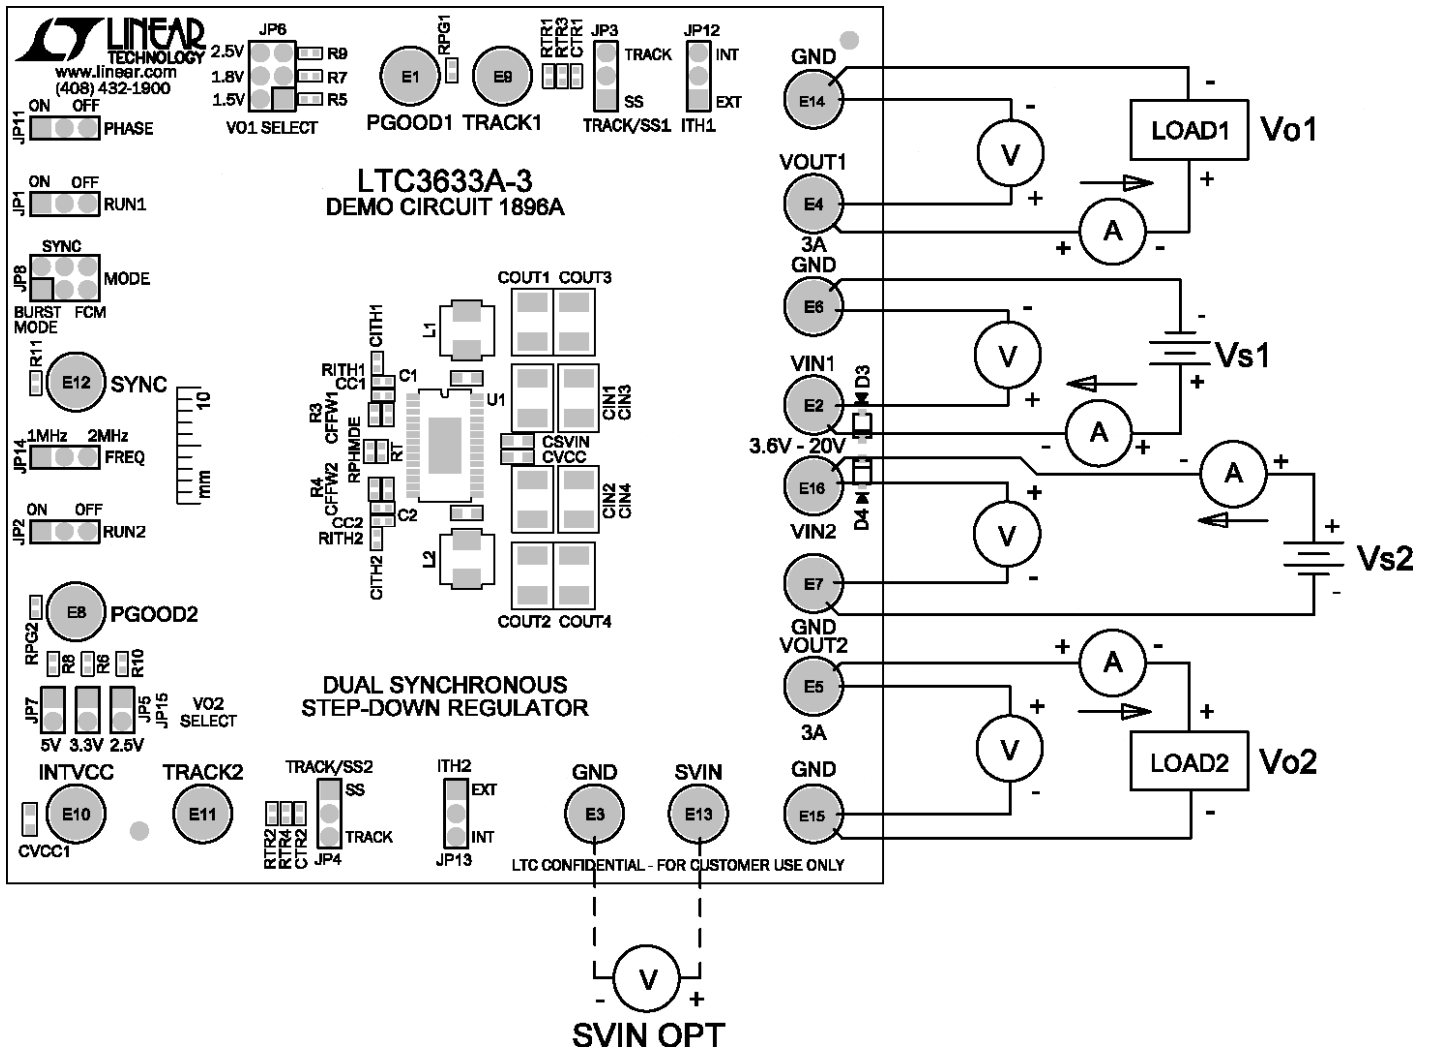 LINEAR
TECHNOLOGY
www.linear.com
(408) 432-1900
JP6
2.5V
R9
1.8V
R7
1.5V
R5
VO1 SELECT
E1
PGOOD1
RPG1
E9
TRACK1
RTR1
RTR3
CTR1
JP3
TRACK
SS
TRACK/SS1
JP12
INT
EXT
ITH1
JP11
ON OFF
PHASE
JP1
ON OFF
RUN1
SYNC
JP8
MODE
BURST MODE
FCM
R11
E12
SYNC
10
mm
JP14
1MHz 2MHz
FREQ
JP2
ON OFF
RUN2
RPG2
E8
PGOOD2
R8
R6
R10
JP7
JP5
JP15
VO2
SELECT
5V 3.3V 2.5V
LTC3633A-3
DEMO CIRCUIT 1896A
COUT1 COUT3
L1
CITH1
RITH1
CC1
C1
U1
R3
CFFW1
CIN1
CIN3
RPHMDE
RT
CSVIN
CVCC
R4
CFFW2
CIN2
CIN4
CC2
C2
RITH2
CITH2
L2
COUT2 COUT4
DUAL SYNCHRONOUS
STEP-DOWN REGULATOR
INTVCC
E10
CVCC1
TRACK2
E11
RTR2
RTR4
CTR2
TRACK/SS2
SS
TRACK
JP4
ITH2
EXT
INT
JP13
GND
E3
SVIN
E13
LTC CONFIDENTIAL - FOR CUSTOMER USE ONLY
V
- +
SVIN OPT
GND
E14
VOUT1
E4
3A
-
V
+
+ A -
-
LOAD1
+
Vo1
GND
E6
VIN1
E2
3.6V - 20V
D3
-
V
+
- A +
-
+
Vs1
E16
VIN2
D4
E7
GND
+
V
-
- A +
+
-
Vs2
VOUT2
E5
3A
GND
E15
+
V
-
+ A -
+
LOAD2
-
Vo2